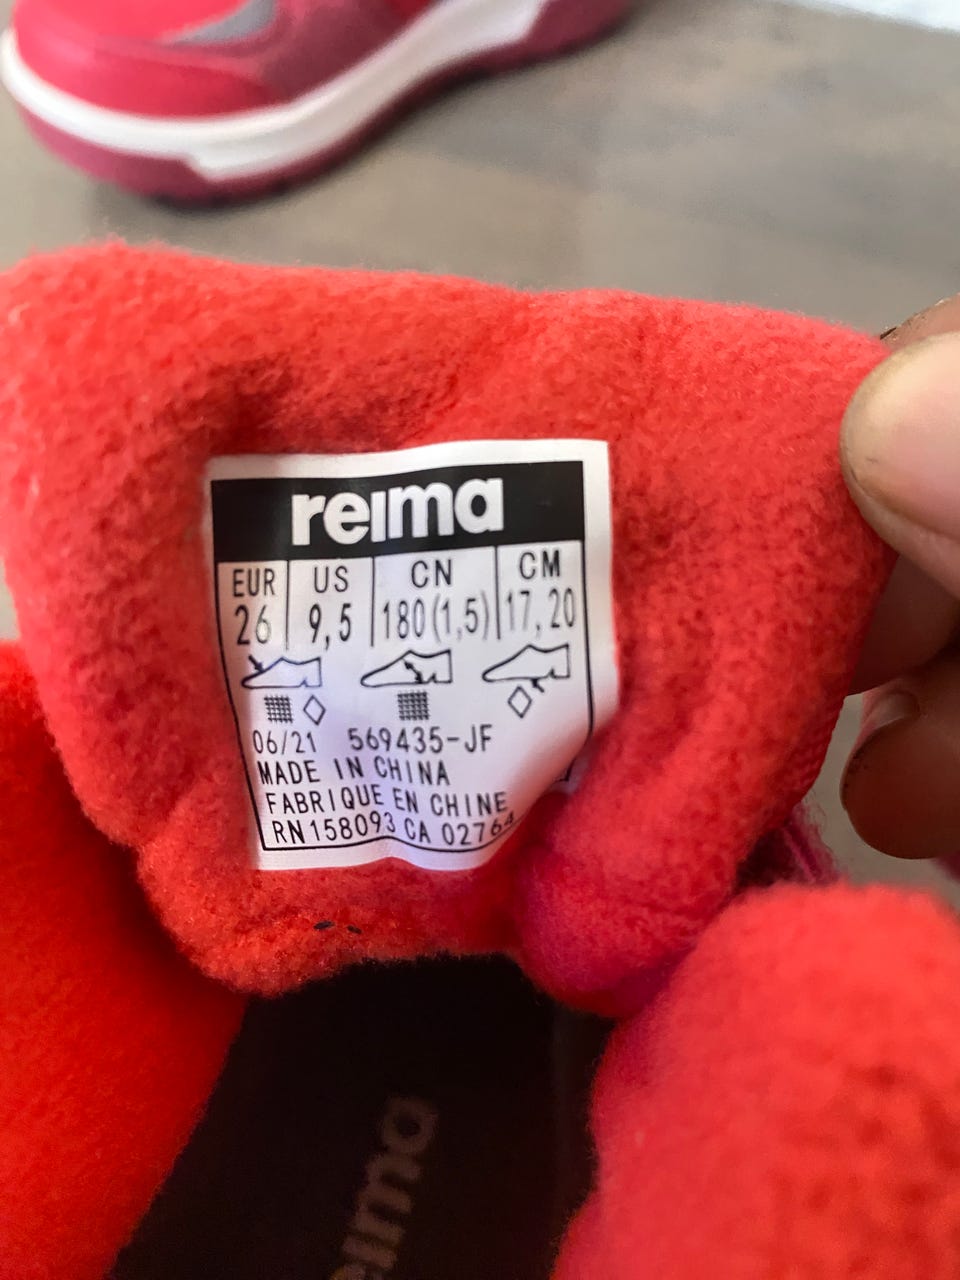 reima
EUR US CN CM
26 9,5 180(1,5) 17,20
06/21 569435-JF
MADE IN CHINA
FABRIQUE EN CHINE
RN158093 CA 02764
eima